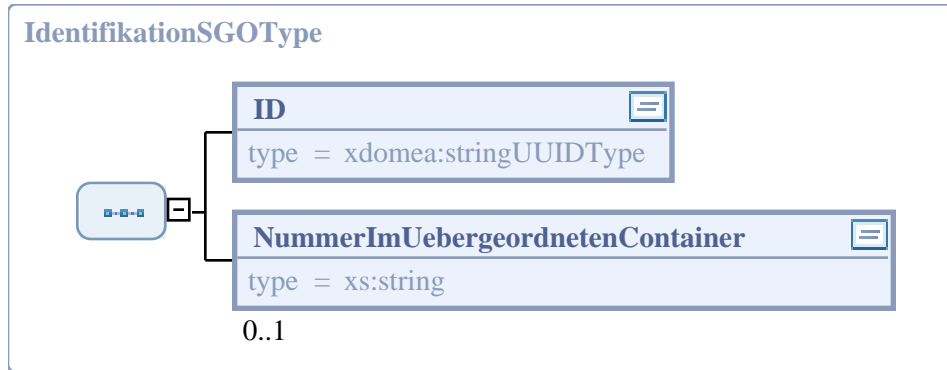 IdentifikationSGOType
ID
type = xdomea:stringUUIDType
NummerImUebergeordnetenContainer
type = xs:string
0..1